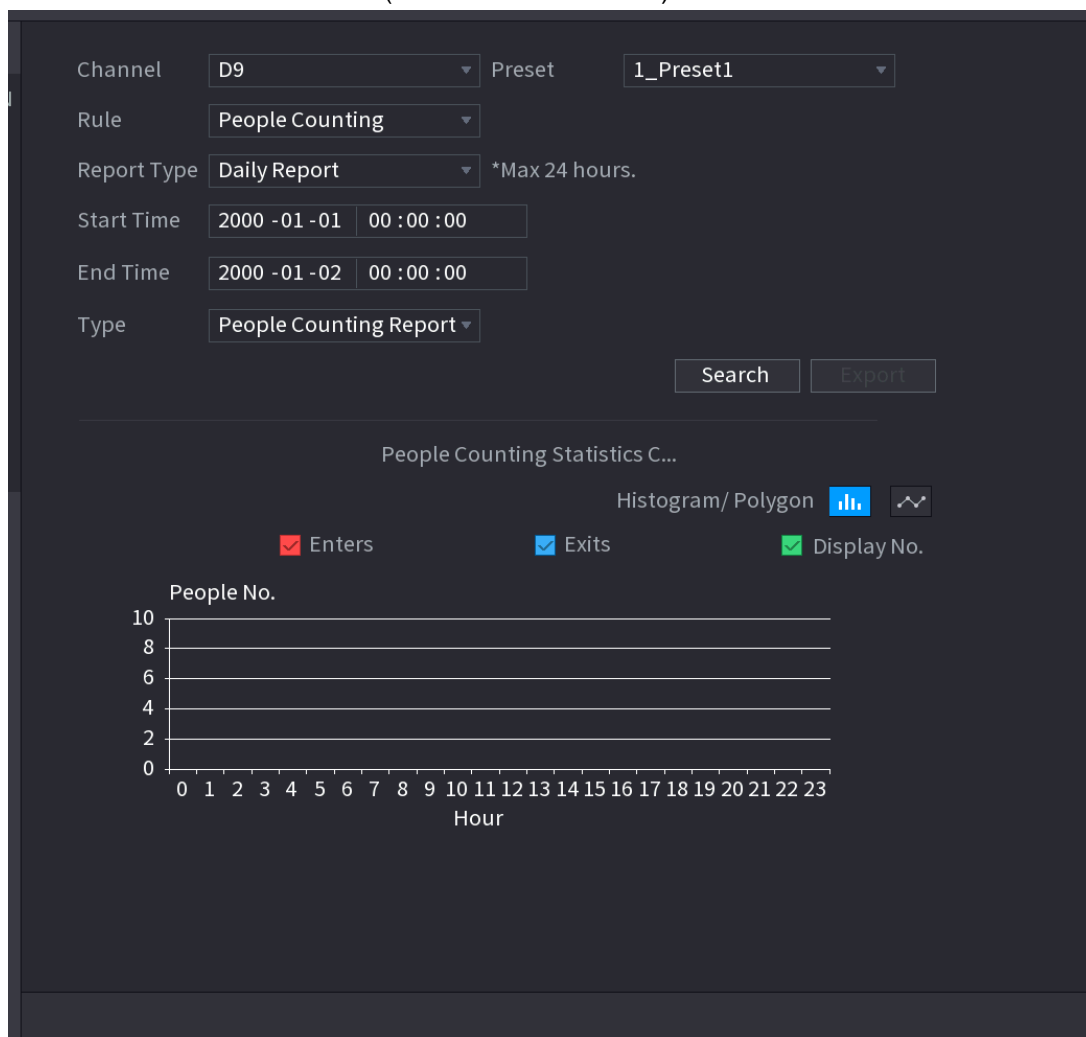 Channel D9 Preset 1_Preset1
Rule People Counting
Report Type Daily Report *Max 24 hours.
Start Time 2000 -01 -01 00 :00 :00
End Time 2000 -01 -02 00 :00 :00
Type People Counting Report
Search Export
People Counting Statistics C...
Histogram/ Polygon
Enters Exits Display No.
People No.
10
8
6
4
2
0
0 1 2 3 4 5 6 7 8 9 10 11 12 13 14 15 16 17 18 19 20 21 22 23
Hour